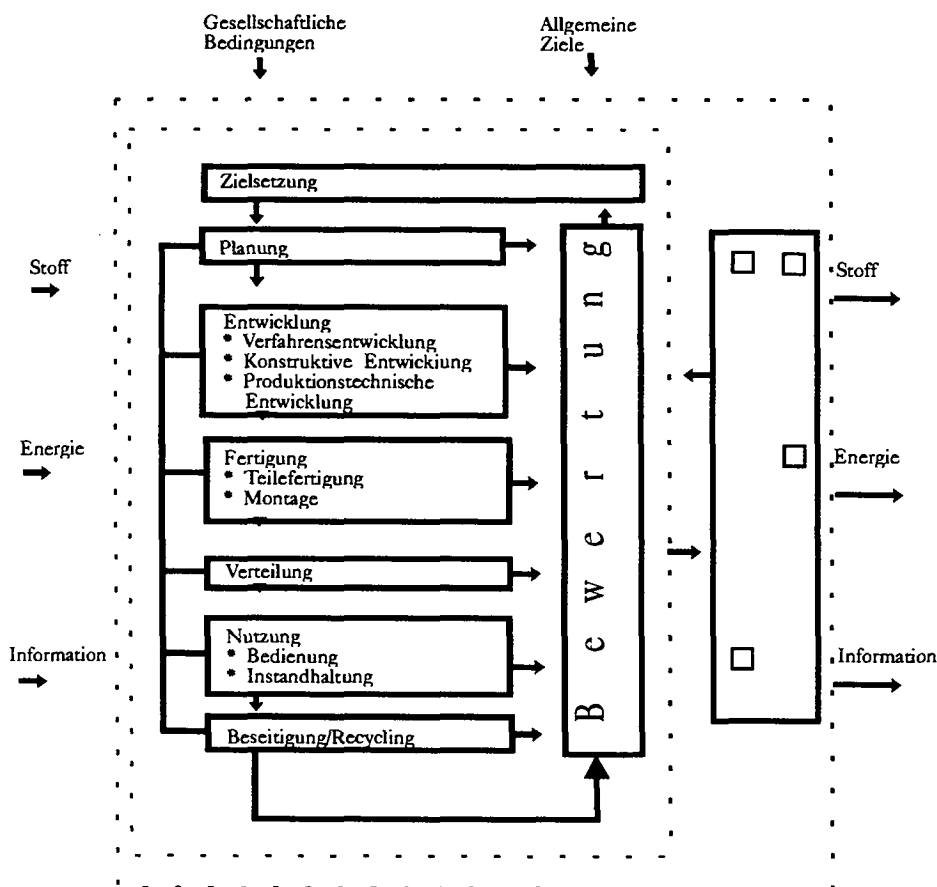 Gesellschaftliche
Bedingungen
Allgemeine
Ziele
Zielsetzung
Planung
Stoff
Stoff
Entwicklung
* Verfahrensentwicklung
* Konstruktive Entwickiung
* Produktionstechnische
Entwicklung
Energie
Fertigung
* Teilefertigung
* Montage
Energie
Verteilung
Information
Nutzung
* Bedienung
* Instandhaltung
Information
Beseitigung/Recycling
Bewertung